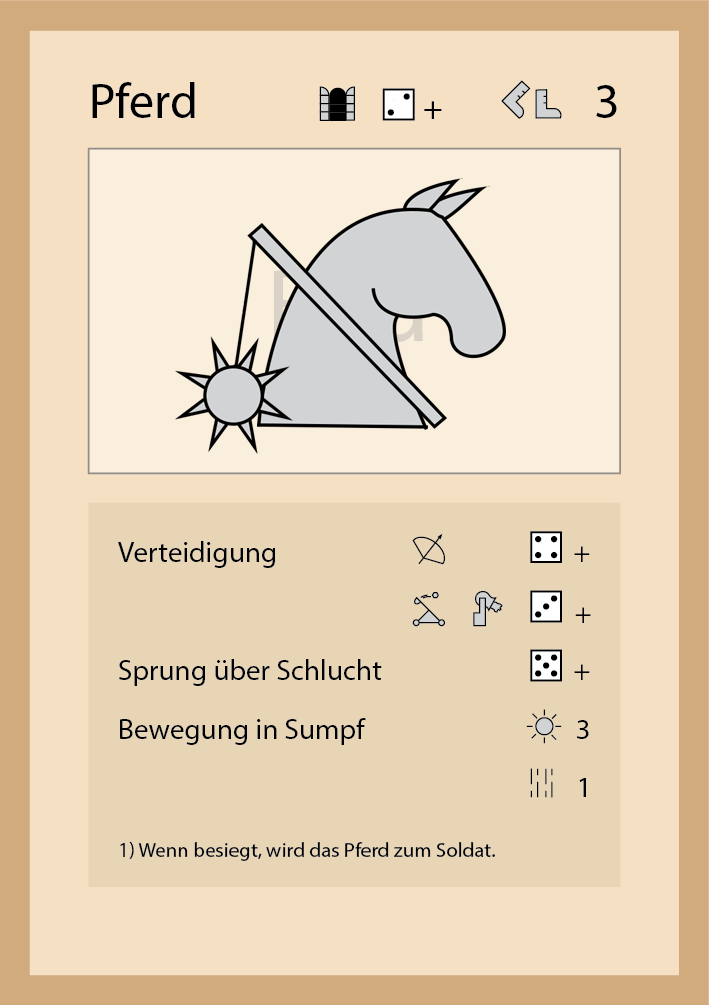 Pferd + 3
Verteidigung +
+
Sprung über Schlucht +
Bewegung in Sumpf 3
1
1) Wenn besiegt, wird das Pferd zum Soldat.